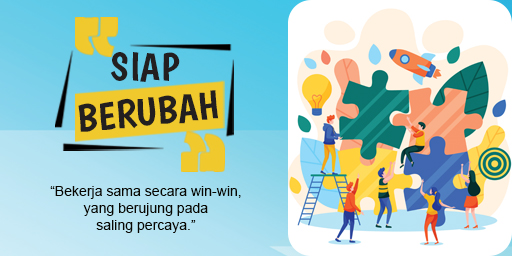 SIAP
BERUBAH
“Bekerja sama secara win-win,
yang berujung pada
saling percaya.”